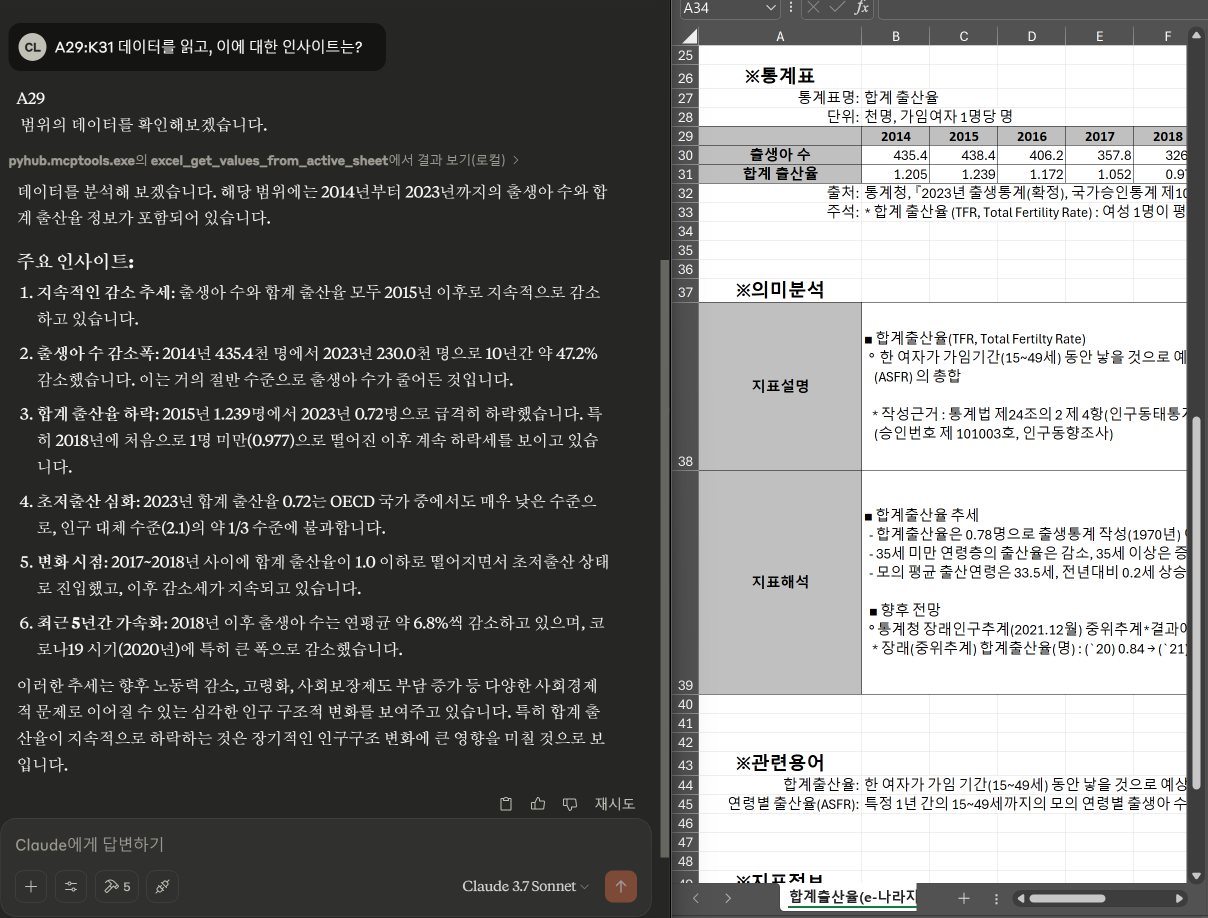 CL A29:K31 데이터를 읽고, 이에 대한 인사이트는?
A29
범위의 데이터를 확인해보겠습니다.
pyhub.mcptools.exe의 excel_get_values_from_active_sheet에서 결과 보기(로컬)
데이터를 분석해 보겠습니다. 해당 범위에는 2014년부터 2023년까지의 출생아 수와 합
계 출산율 정보가 포함되어 있습니다.
주요 인사이트:
1. 지속적인 감소 추세: 출생아 수와 합계 출산율 모두 2015년 이후로 지속적으로 감소
하고 있습니다.
2. 출생아 수 감소폭: 2014년 435.4천 명에서 2023년 230.0천 명으로 10년간 약 47.2%
감소했습니다. 이는 거의 절반 수준으로 출생아 수가 줄어든 것입니다.
3. 합계 출산율 하락: 2015년 1.239명에서 2023년 0.72명으로 급격히 하락했습니다. 특
히 2018년에 처음으로 1명 미만(0.977)으로 떨어진 이후 계속 하락세를 보이고 있습
니다.
4. 초저출산 심화: 2023년 합계 출산율 0.72는 OECD 국가 중에서도 매우 낮은 수준으
로, 인구 대체 수준(2.1)의 약 1/3 수준에 불과합니다.
5. 변화 시점: 2017~2018년 사이에 합계 출산율이 1.0 이하로 떨어지면서 초저출산 상태
로 진입했고, 이후 감소세가 지속되고 있습니다.
6. 최근 5년간 가속화: 2018년 이후 출생아 수는 연평균 약 6.8%씩 감소하고 있으며, 코
로나19 시기(2020년)에 특히 큰 폭으로 감소했습니다.
이러한 추세는 향후 노동력 감소, 고령화, 사회보장제도 부담 증가 등 다양한 사회경제
적 문제로 이어질 수 있는 심각한 인구 구조적 변화를 보여주고 있습니다. 특히 합계 출
산율이 지속적으로 하락하는 것은 장기적인 인구구조 변화에 큰 영향을 미칠 것으로 보
입니다.
재시도
Claude에게 답변하기
5
Claude 3.7 Sonnet
A34 fx
A B C D E F
25
26 ※통계표
27 통계표명: 합계 출산율
28 단위: 천명, 가임여자 1명당 명
29 2014 2015 2016 2017 2018
30 출생아 수 435.4 438.4 406.2 357.8 326
31 합계 출산율 1.205 1.239 1.172 1.052 0.97
32 출처: 통계청, 『2023년 출생통계(확정), 국가승인통계 제10
33 주석: * 합계 출산율 (TFR, Total Fertility Rate) : 여성 1명이 평
34
35
36
37 ※의미분석
■ 합계출산율(TFR, Total Fertilty Rate)
° 한 여자가 가임기간(15~49세) 동안 낳을 것으로 예
(ASFR) 의 총합
지표설명
* 작성근거 : 통계법 제24조의 2 제 4항(인구동태통
(승인번호 제 101003호, 인구동향조사)
38
■ 합계출산율 추세
- 합계출산율은 0.78명으로 출생통계 작성(1970년)
- 35세 미만 연령층의 출산율은 감소, 35세 이상은 증
- 모의 평균 출산연령은 33.5세, 전년대비 0.2세 상승
지표해석
■ 향후 전망
° 통계청 장래인구추계(2021.12월) 중위추계*결과
* 장래(중위추계) 합계출산율(명) : (`20) 0.84 → (`21)
39
40
41
42
43 ※관련용어
44 합계출산율: 한 여자가 가임 기간(15~49세) 동안 낳을 것으로 예상
45 연령별 출산율(ASFR): 특정 1년 간의 15~49세까지의 모의 연령별 출생아 수
46
47
48
※지표정보
합계출산율(e-나라지